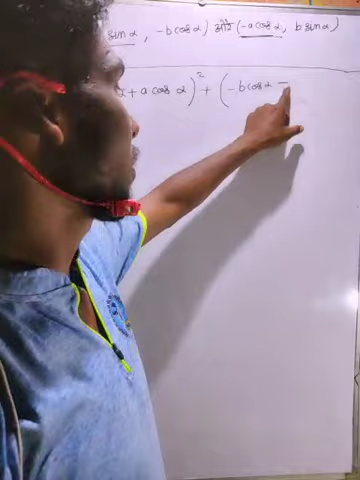 sin α, -b cos α) और (-a cos α, b sin α)
+ a cos α)² + (-b cos α -